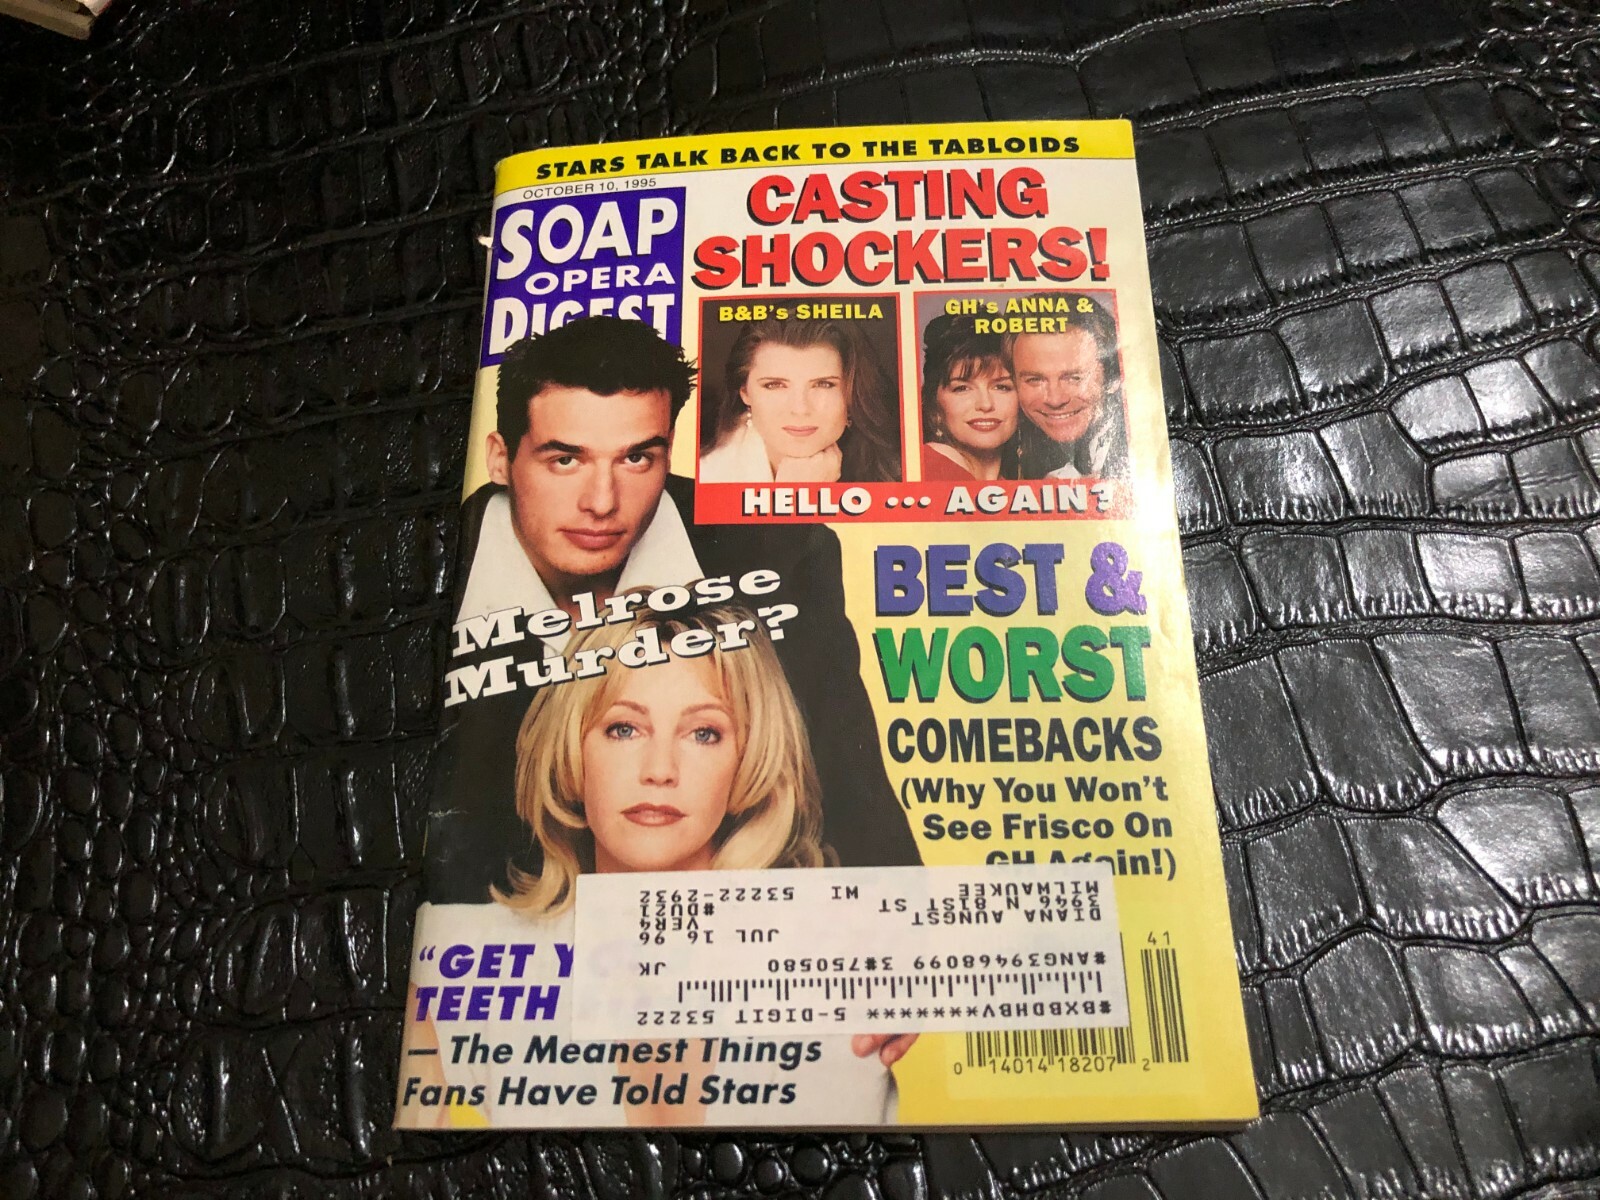 STARS TALK BACK TO THE TABLOIDS
OCTOBER 10, 1995
SOAP
OPERA
DIGEST
CASTING
SHOCKERS!
B&B's SHEILA
GH's ANNA &
ROBERT
HELLO ... AGAIN?
Melrose
Murder?
BEST &
WORST
COMEBACKS
(Why You Won't
See Frisco On
GH Again!)
"GET Y
TEETH
— The Meanest Things
Fans Have Told Stars
#BXBDHBV********** 5-DIGIT 53222
#ANG39468099 3#750580 JK
JUL 16 96
DIANA AUNGST VER4
3946 N 81ST ST #DU21
MILWAUKEE WI 53222-2932
41
0 14014 18207 2